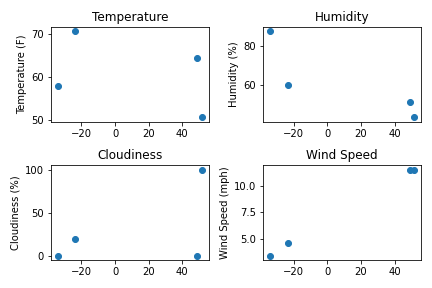 Temperature
Humidity
Temperature (F)
70
60
50
−20 0 20 40
Humidity (%)
80
60
−20 0 20 40
Cloudiness
Wind Speed
Cloudiness (%)
100
50
0
−20 0 20 40
Wind Speed (mph)
10.0
7.5
5.0
−20 0 20 40